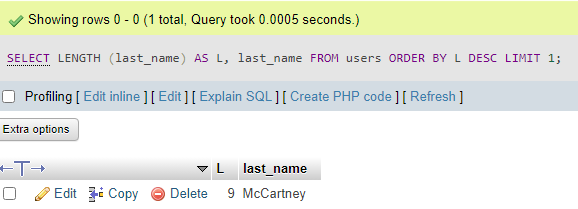 Showing rows 0 - 0 (1 total, Query took 0.0005 seconds.)
SELECT LENGTH (last_name) AS L, last_name FROM users ORDER BY L DESC LIMIT 1;
Profiling [ Edit inline ] [ Edit ] [ Explain SQL ] [ Create PHP code ] [ Refresh ]
Extra options
L last_name
Edit Copy Delete 9 McCartney